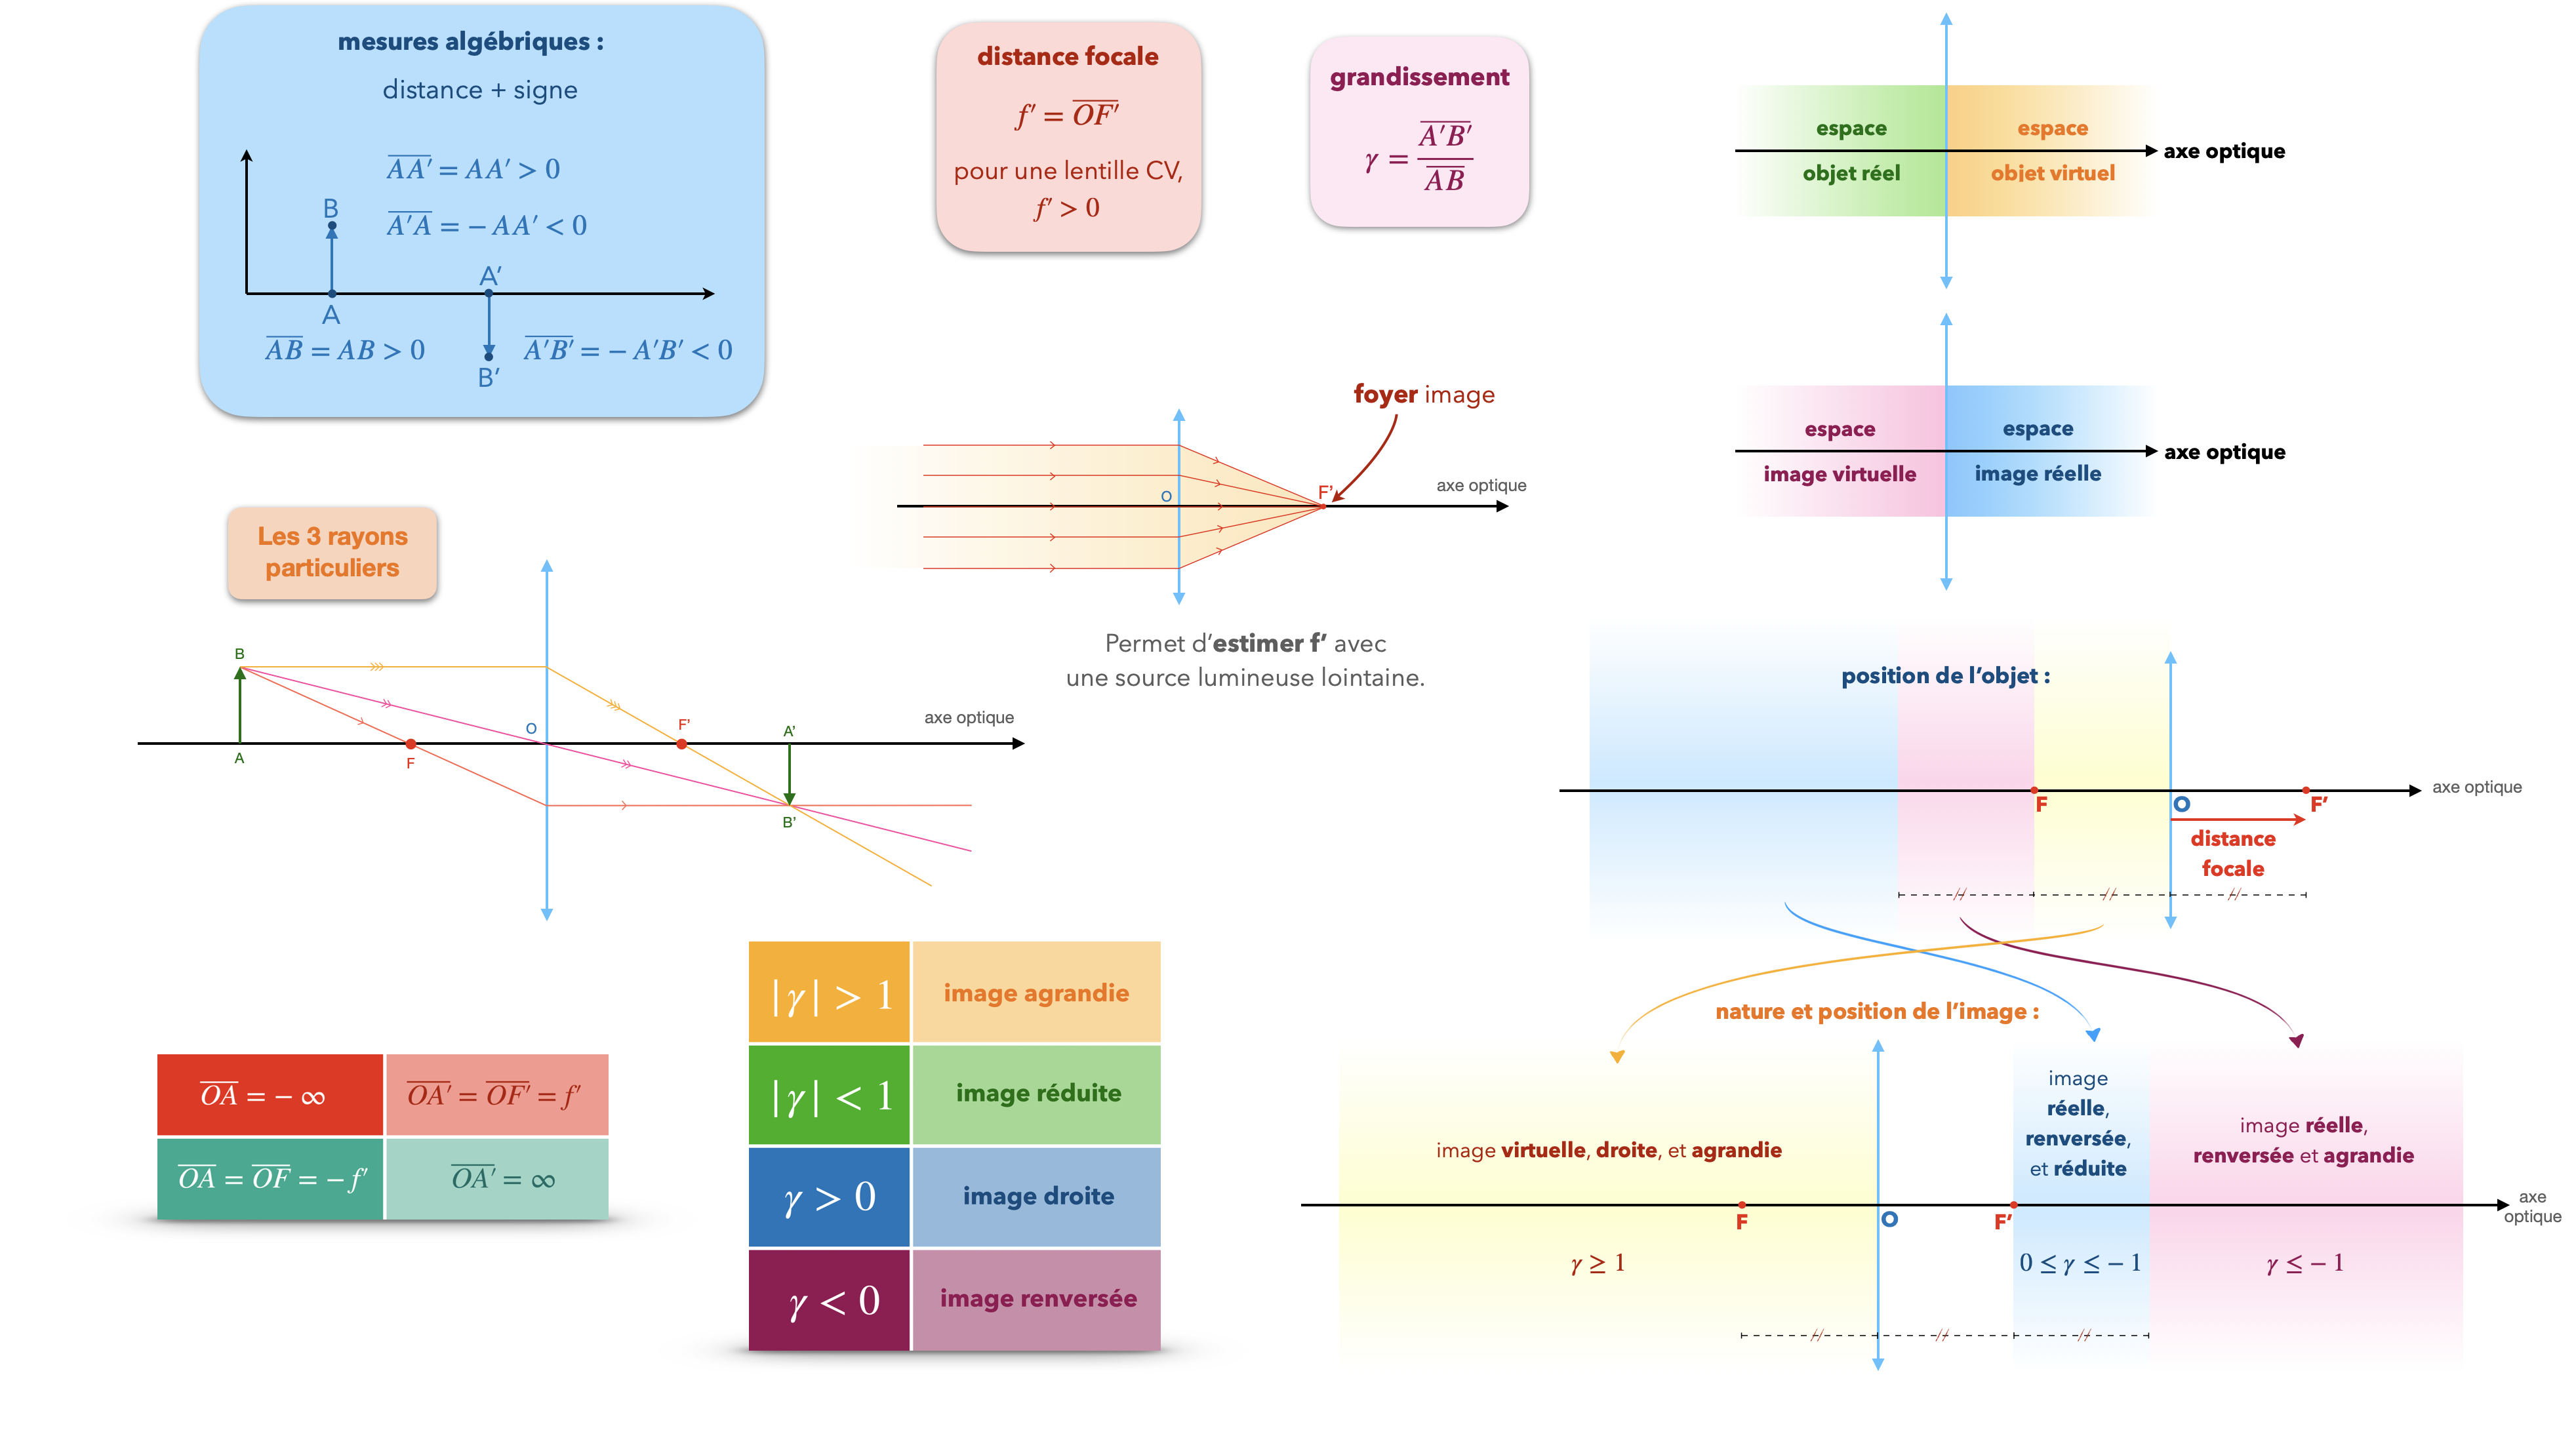 mesures algébriques :
distance + signe
$\overline{AA'} = AA' > 0$
$\overline{A'A} = -AA' < 0$
B
A'
A
$\overline{AB} = AB > 0$
$\overline{A'B'} = -A'B' < 0$
B'
distance focale
$f' = \overline{OF'}$
pour une lentille CV,
$f' > 0$
grandissement
$\gamma = \frac{\overline{A'B'}}{\overline{AB}}$
espace
objet réel
espace
objet virtuel
axe optique
espace
image virtuelle
espace
image réelle
axe optique
foyer image
O
F'
axe optique
Permet d'estimer f' avec
une source lumineuse lointaine.
Les 3 rayons
particuliers
B
A
F
O
F'
A'
B'
axe optique
position de l'objet :
F
O
F'
axe optique
distance
focale
//
//
//
$\overline{OA} = -\infty$
$\overline{OA'} = \overline{OF'} = f'$
$\overline{OA} = \overline{OF} = -f'$
$\overline{OA'} = \infty$
$|\gamma| > 1$
image agrandie
$|\gamma| < 1$
image réduite
$\gamma > 0$
image droite
$\gamma < 0$
image renversée
nature et position de l'image :
image virtuelle, droite, et agrandie
image
réelle,
renversée,
et réduite
image réelle,
renversée et agrandie
F
O
F'
axe
optique
$\gamma \geq 1$
$0 \leq \gamma \leq -1$
$\gamma \leq -1$
//
//
//